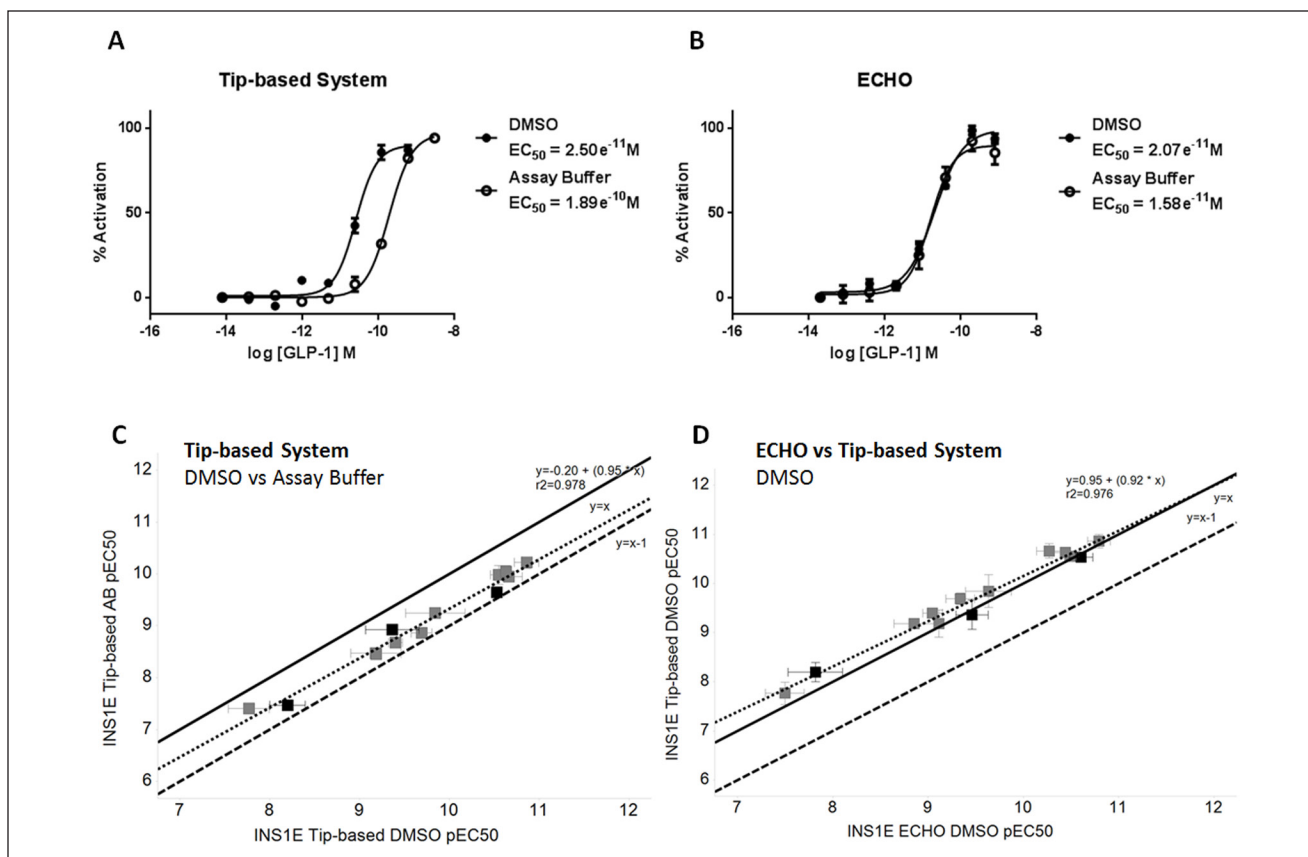 A
Tip-based System
100
50
0
% Activation
-16
-14
-12
-10
-8
log [GLP-1] M
DMSO
EC50 = 2.50e-11M
Assay Buffer
EC50 = 1.89e-10M
B
ECHO
100
50
0
% Activation
-16
-14
-12
-10
-8
log [GLP-1] M
DMSO
EC50 = 2.07e-11M
Assay Buffer
EC50 = 1.58e-11M
C
Tip-based System
DMSO vs Assay Buffer
y=-0.20 + (0.95 * x)
r2=0.978
y=x
y=x-1
12
11
10
9
8
7
6
INS1E Tip-based AB pEC50
7
8
9
10
11
12
INS1E Tip-based DMSO pEC50
D
ECHO vs Tip-based System
DMSO
y=0.95 + (0.92 * x)
r2=0.976
y=x
y=x-1
12
11
10
9
8
7
6
INS1E Tip-based DMSO pEC50
7
8
9
10
11
12
INS1E ECHO DMSO pEC50